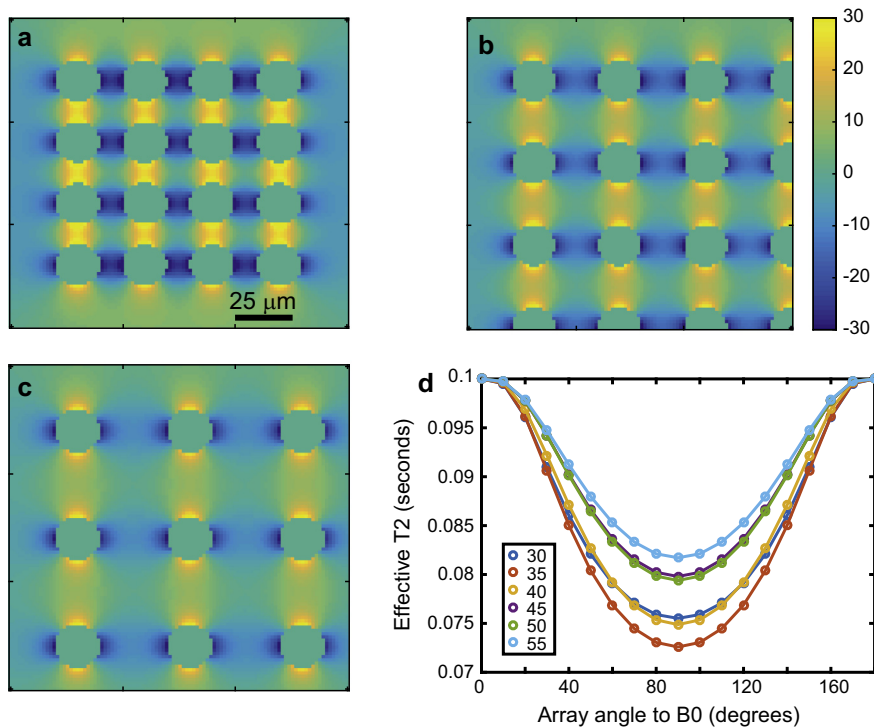 a
25 μm
b
30
20
10
0
-10
-20
-30
c
d
0.1
0.095
0.09
0.085
0.08
0.075
0.07
Effective T2 (seconds)
30
35
40
45
50
55
0 40 80 120 160
Array angle to B0 (degrees)